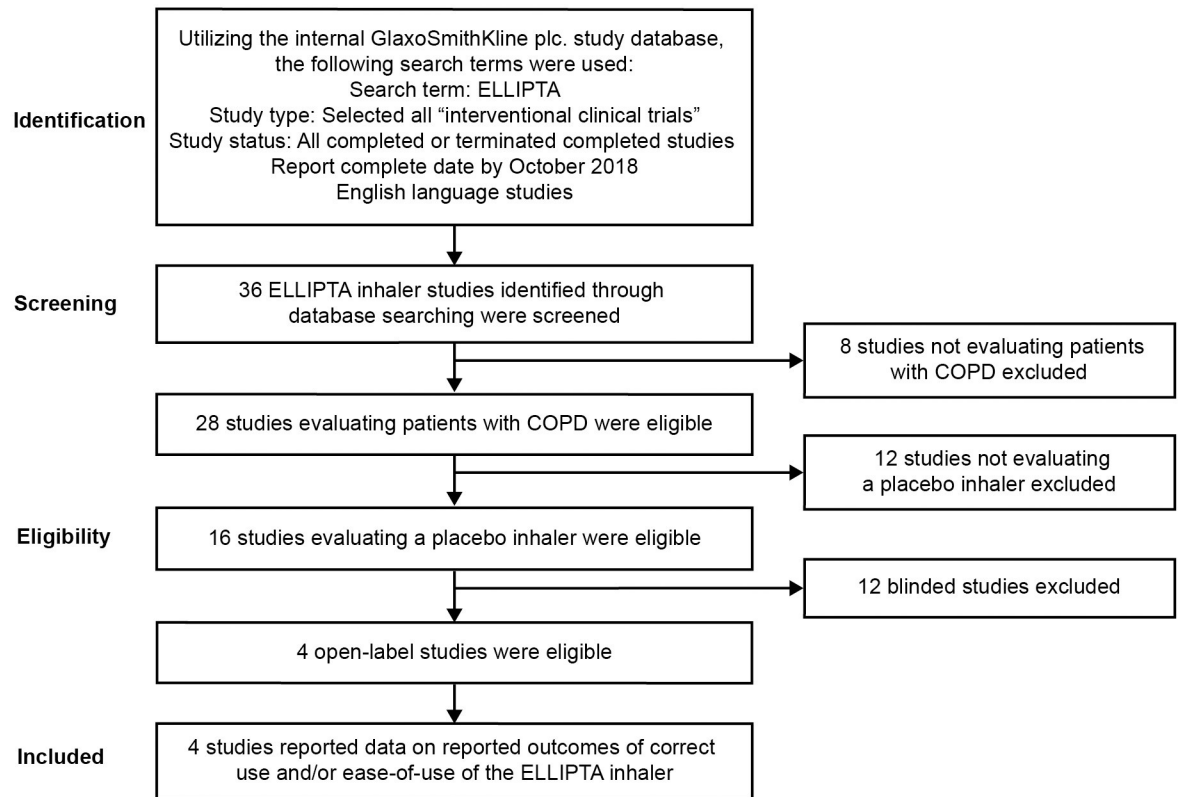 Identification
Utilizing the internal GlaxoSmithKline plc. study database,
the following search terms were used:
Search term: ELLIPTA
Study type: Selected all “interventional clinical trials”
Study status: All completed or terminated completed studies
Report complete date by October 2018
English language studies
Screening
36 ELLIPTA inhaler studies identified through
database searching were screened
8 studies not evaluating patients
with COPD excluded
28 studies evaluating patients with COPD were eligible
12 studies not evaluating
a placebo inhaler excluded
Eligibility
16 studies evaluating a placebo inhaler were eligible
12 blinded studies excluded
4 open-label studies were eligible
Included
4 studies reported data on reported outcomes of correct
use and/or ease-of-use of the ELLIPTA inhaler